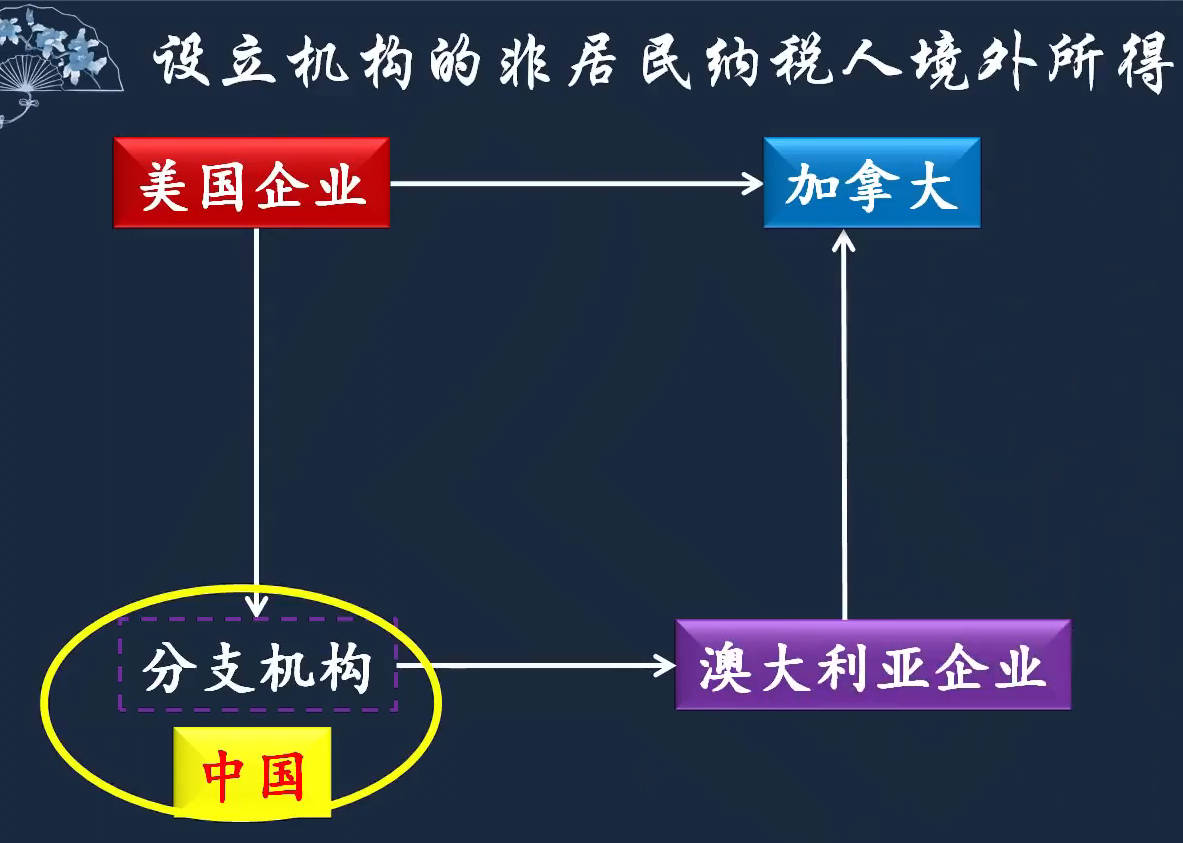 设立机构的非居民纳税人境外所得
美国企业
加拿大
分支机构
澳大利亚企业
中国